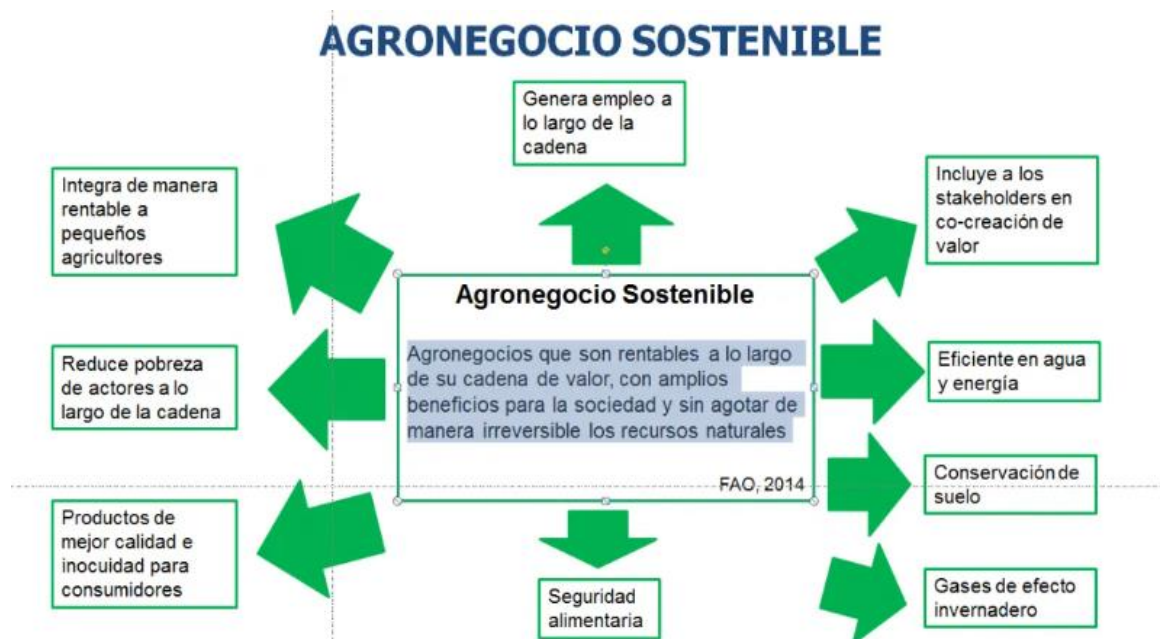 AGRONEGOCIO SOSTENIBLE
Genera empleo a
lo largo de la
cadena
Integra de manera
rentable a
pequeños
agricultores
Incluye a los
stakeholders en
co-creación de
valor
Agronegocio Sostenible
Agronegocios que son rentables a lo largo
de su cadena de valor, con amplios
beneficios para la sociedad y sin agotar de
manera irreversible los recursos naturales
FAO, 2014
Reduce pobreza
de actores a lo
largo de la cadena
Eficiente en agua
y energía
Conservación de
suelo
Productos de
mejor calidad e
inocuidad para
consumidores
Seguridad
alimentaria
Gases de efecto
invernadero